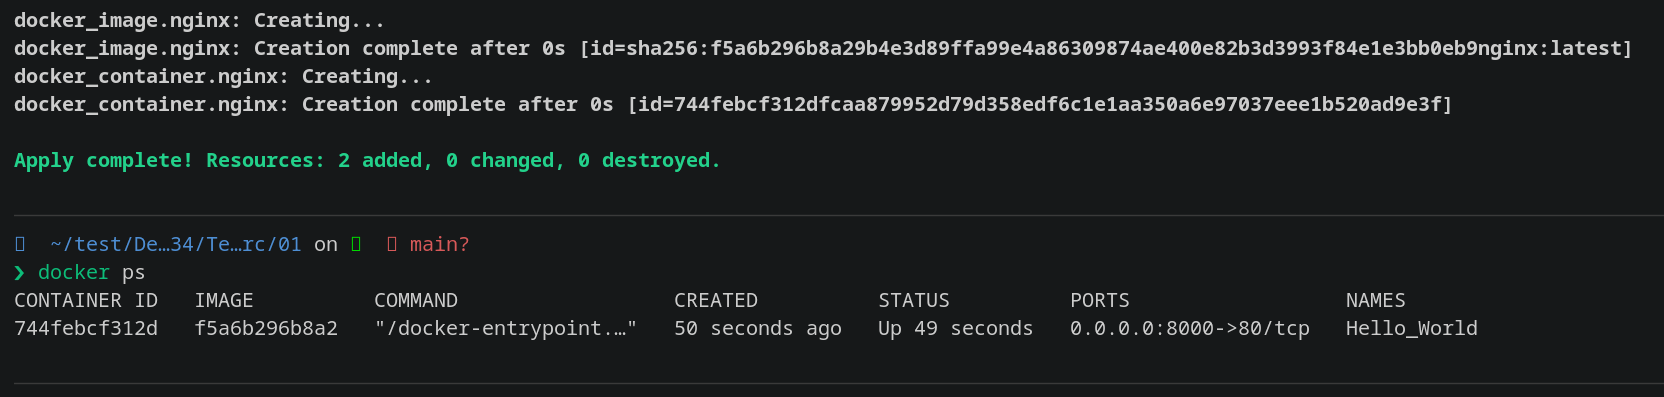 docker_image.nginx: Creating...
docker_image.nginx: Creation complete after 0s [id=sha256:f5a6b296b8a29b4e3d89ffa99e4a86309874ae400e82b3d3993f84e1e3bb0eb9nginx:latest]
docker_container.nginx: Creating...
docker_container.nginx: Creation complete after 0s [id=744febcf312dfcaa879952d79d358edf6c1e1aa350a6e97037eee1b520ad9e3f]
Apply complete! Resources: 2 added, 0 changed, 0 destroyed.
~/test/De…34/Te…rc/01 on main?
❯ docker ps
CONTAINER ID IMAGE COMMAND CREATED STATUS PORTS NAMES
744febcf312d f5a6b296b8a2 "/docker-entrypoint.…" 50 seconds ago Up 49 seconds 0.0.0.0:8000->80/tcp Hello_World